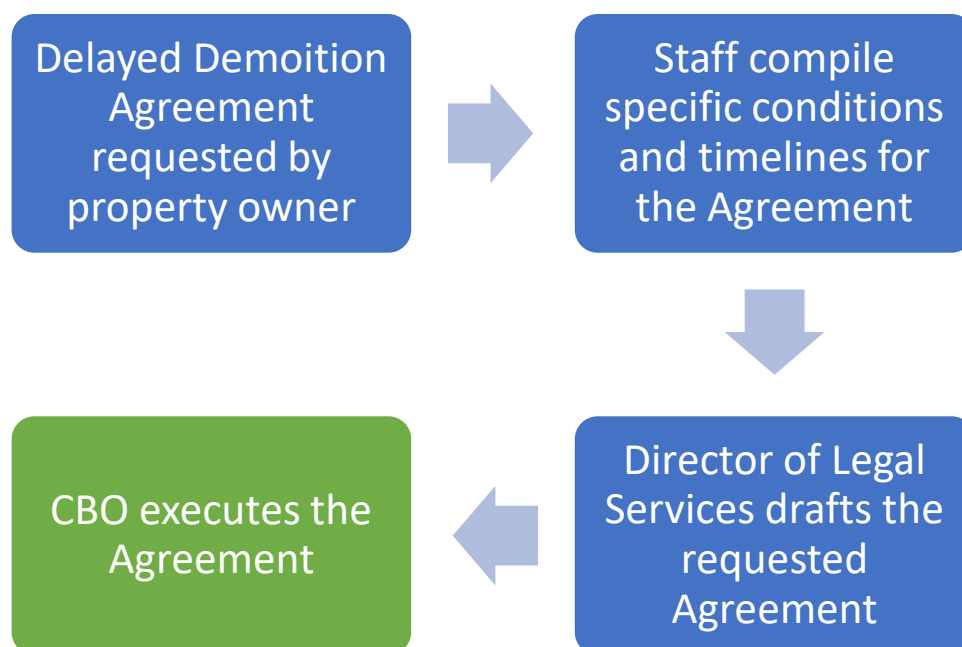 Delayed Demoition
Agreement
requested by
property owner
Staff compile
specific conditions
and timelines for
the Agreement
Director of Legal
Services drafts the
requested
Agreement
CBO executes the
Agreement